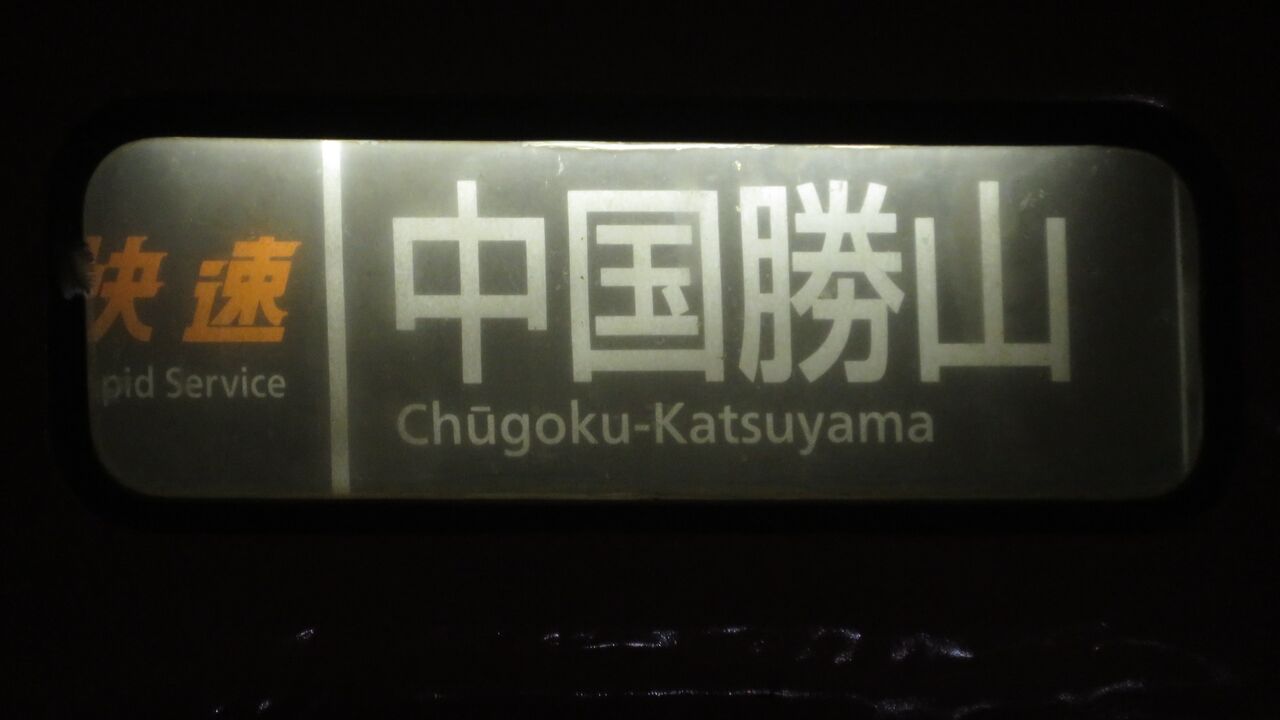 快速
pid Service
中国勝山
Chūgoku-Katsuyama